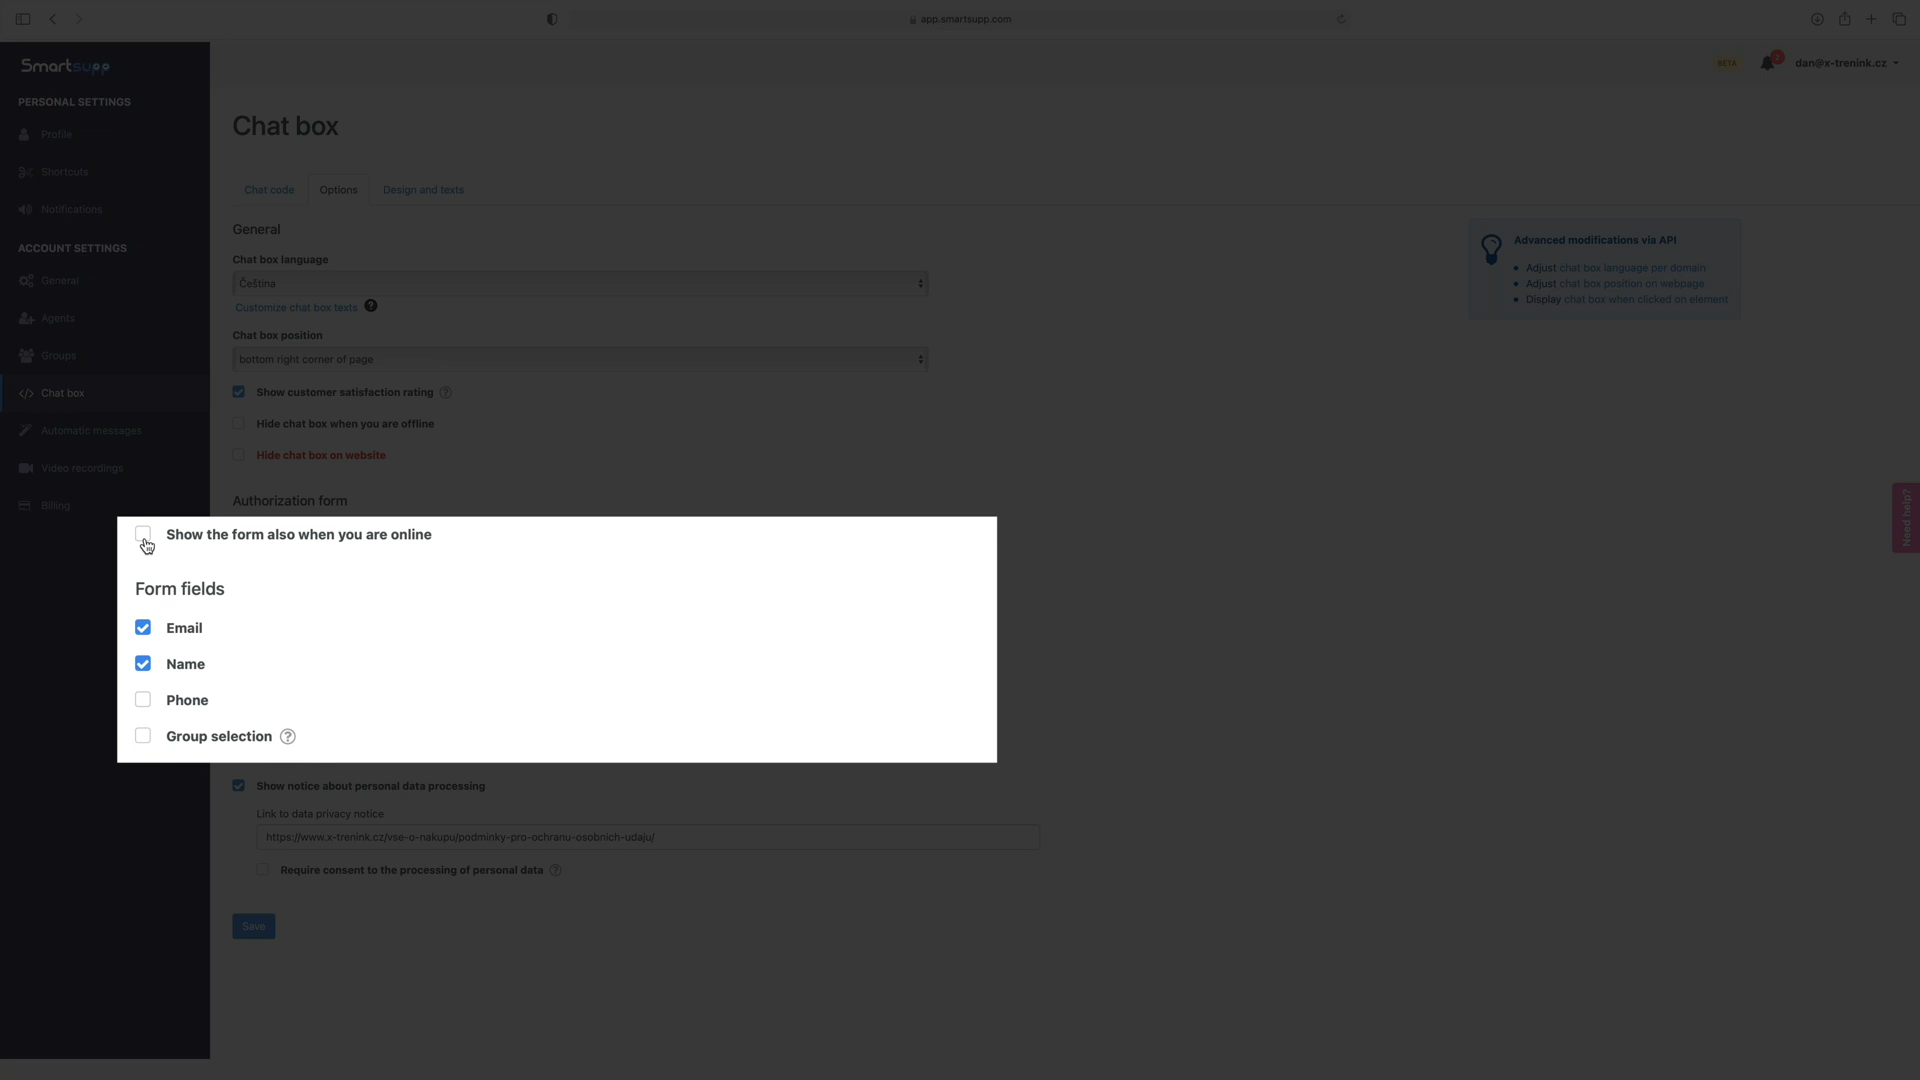 app.smartsupp.com
Smartsupp
BETA
2
dan@x-trenink.cz
PERSONAL SETTINGS
Profile
Shortcuts
Notifications
ACCOUNT SETTINGS
General
Agents
Groups
Chat box
Automatic messages
Video recordings
Billing
Chat box
Chat code
Options
Design and texts
General
Chat box language
Čeština
Customize chat box texts ?
Chat box position
bottom right corner of page
Show customer satisfaction rating ?
Hide chat box when you are offline
Hide chat box on website
Advanced modifications via API
Adjust chat box language per domain
Adjust chat box position on webpage
Display chat box when clicked on element
Need help?
Authorization form
Show the form also when you are online
Form fields
Email
Name
Phone
Group selection ?
Show notice about personal data processing
Link to data privacy notice
https://www.x-trenink.cz/vse-o-nakupu/podminky-pro-ochranu-osobnich-udaju/
Require consent to the processing of personal data ?
Save